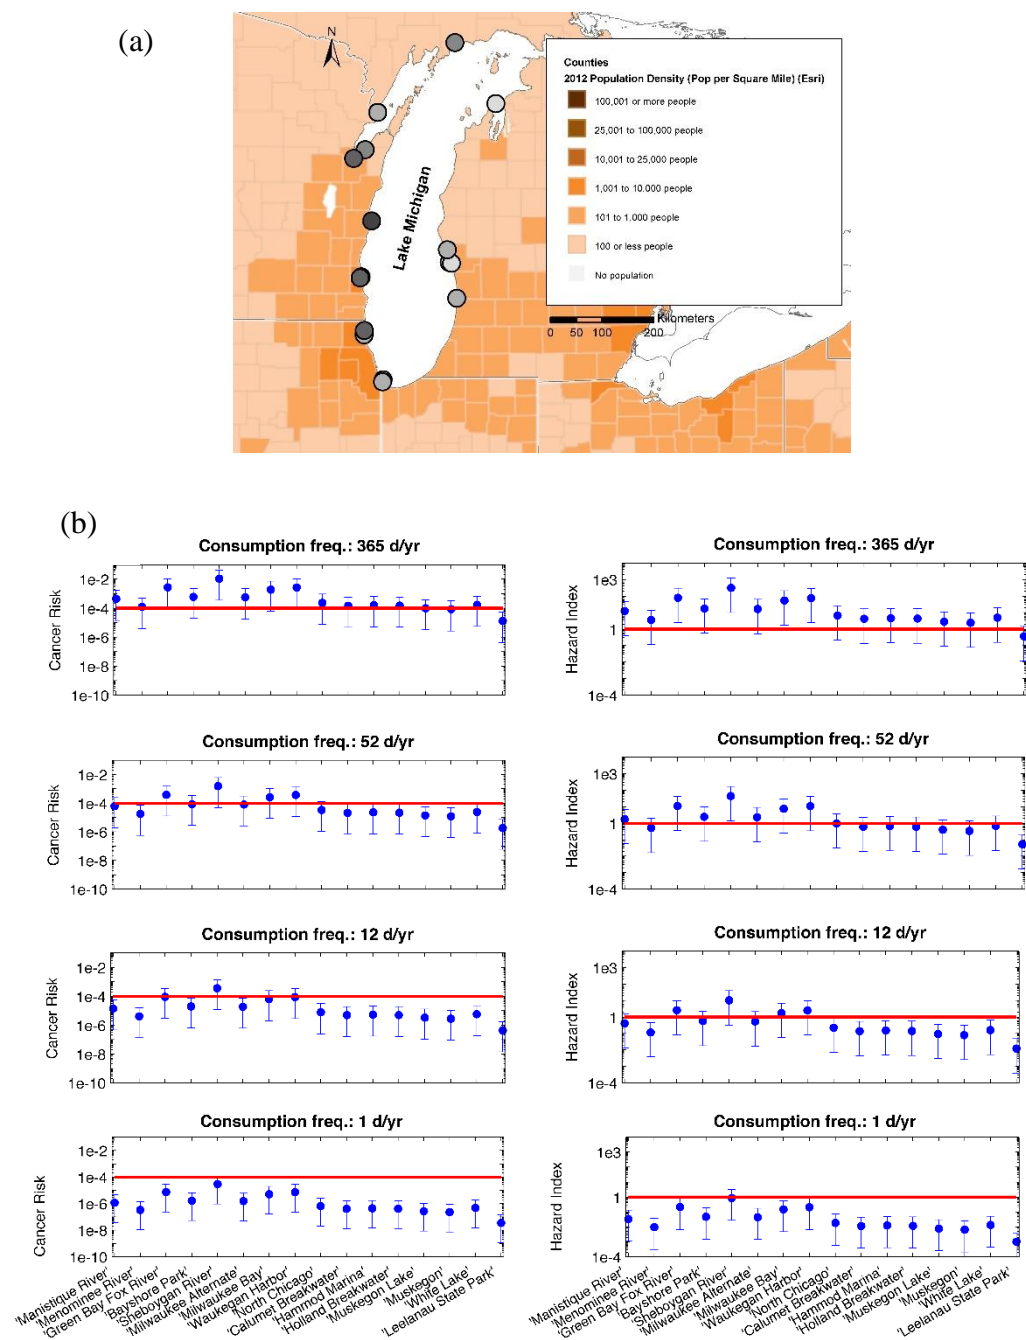 (a)
N
Lake Michigan
Counties
2012 Population Density (Pop per Square Mile) (Esri)
100,001 or more people
25,001 to 100,000 people
10,001 to 25,000 people
1,001 to 10.000 people
101 to 1,000 people
100 or less people
No population
Kilometers
0 50 100 200
(b)
Consumption freq.: 365 d/yr
Cancer Risk
1e-2
1e-4
1e-6
1e-10
Consumption freq.: 365 d/yr
Hazard Index
1e3
1
1e-4
Consumption freq.: 52 d/yr
Cancer Risk
1e-2
1e-4
1e-6
1e-8
1e-10
Consumption freq.: 52 d/yr
Hazard Index
1e3
1
1e-4
Consumption freq.: 12 d/yr
Cancer Risk
1e-2
1e-4
1e-6
1e-8
1e-10
Consumption freq.: 12 d/yr
Hazard Index
1e3
1
1e-4
Consumption freq.: 1 d/yr
Cancer Risk
1e-2
1e-4
1e-6
1e-8
1e-10
Consumption freq.: 1 d/yr
Hazard Index
1e3
1
1e-4
'Manistique River'
'Menominee River'
'Green Bay Fox River'
'Bayshore Park'
'Sheboygan River'
'Milwaukee Alternate'
'Milwaukee Bay'
'Waukegan Harbor'
'North Chicago'
'Calumet Breakwater'
'Hammod Marina'
'Holland Breakwater'
'Muskegon Lake'
'Muskegon'
'White Lake'
'Leelanau State Park'
'Manistique River'
'Menominee River'
'Green Bay Fox River'
'Bayshore Park'
'Sheboygan River'
'Milwaukee Alternate'
'Milwaukee Bay'
'Waukegan Harbor'
'North Chicago'
'Calumet Breakwater'
'Hammod Marina'
'Holland Breakwater'
'Muskegon Lake'
'Muskegon'
'White Lake'
'Leelanau State Park'